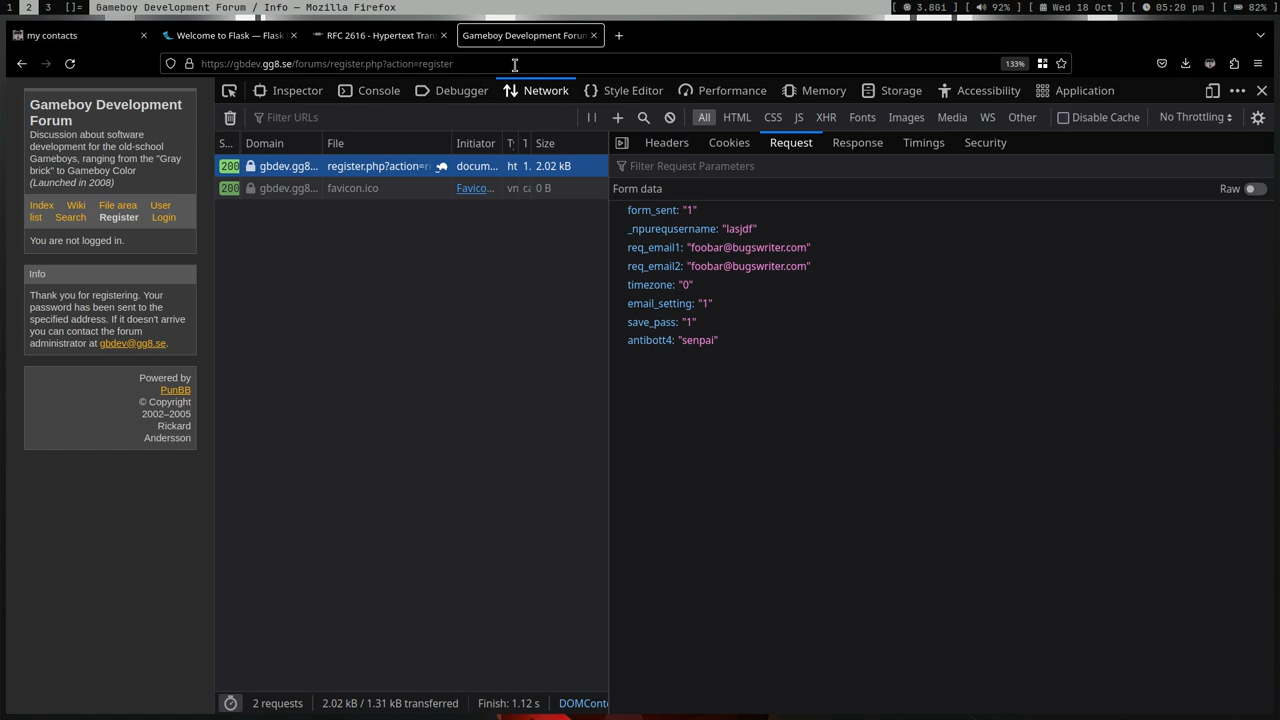 1 2 3 []= Gameboy Development Forum / Info — Mozilla Firefox [ 3.8Gi ] [ 92% ] [ Wed 18 Oct ] [ 05:20 pm ] [ 82% ]
my contacts Welcome to Flask — Flask RFC 2616 - Hypertext Tran Gameboy Development Forum
https://gbdev.gg8.se/forums/register.php?action=register 133%
Inspector Console Debugger Network Style Editor Performance Memory Storage Accessibility Application
Filter URLs All HTML CSS JS XHR Fonts Images Media WS Other Disable Cache No Throttling
S... Domain File Initiator T Size Headers Cookies Request Response Timings Security
200 gbdev.gg8... register.php?action=r docum... ht 1. 2.02 kB
200 gbdev.gg8... favicon.ico Favico... vn ca 0 B
Filter Request Parameters
Form data Raw
form_sent: "1"
_npurequsername: "lasjdf"
req_email1: "foobar@bugswriter.com"
req_email2: "foobar@bugswriter.com"
timezone: "0"
email_setting: "1"
save_pass: "1"
antibott4: "senpai"
Gameboy Development
Forum
Discussion about software
development for the old-school
Gameboys, ranging from the "Gray
brick" to Gameboy Color
(Launched in 2008)
Index Wiki File area User
list Search Register Login
You are not logged in.
Info
Thank you for registering. Your
password has been sent to the
specified address. If it doesn't arrive
you can contact the forum
administrator at gbdev@gg8.se.
Powered by
PunBB
© Copyright
2002–2005
Rickard
Andersson
2 requests 2.02 kB / 1.31 kB transferred Finish: 1.12 s DOMConte